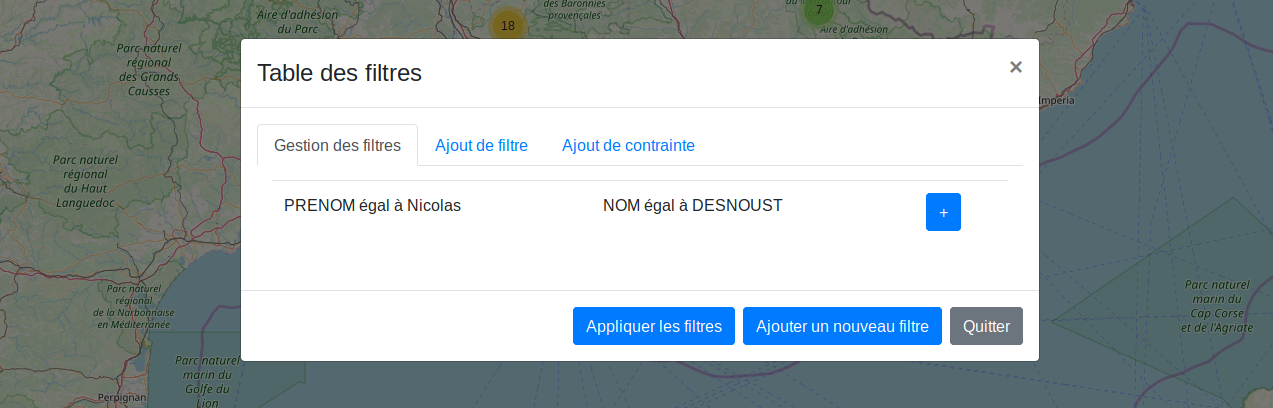 Aire d'adhésion
du Parc
des Baronnies
provençales
18
7
Aire d'adhésion
Parc naturel
régional
des Grands
Causses
Table des filtres
×
Imperia
Gestion des filtres
Ajout de filtre
Ajout de contrainte
Parc naturel
régional
du Haut
Languedoc
PRENOM égal à Nicolas
NOM égal à DESNOUST
+
Parc naturel
régional
de la Narbonnaise
en Méditerranée
Parc naturel
marin du
Cap Corse
et de l'Agriate
Appliquer les filtres
Ajouter un nouveau filtre
Quitter
Parc naturel
marin du
Golfe du
Lion
Perpignan